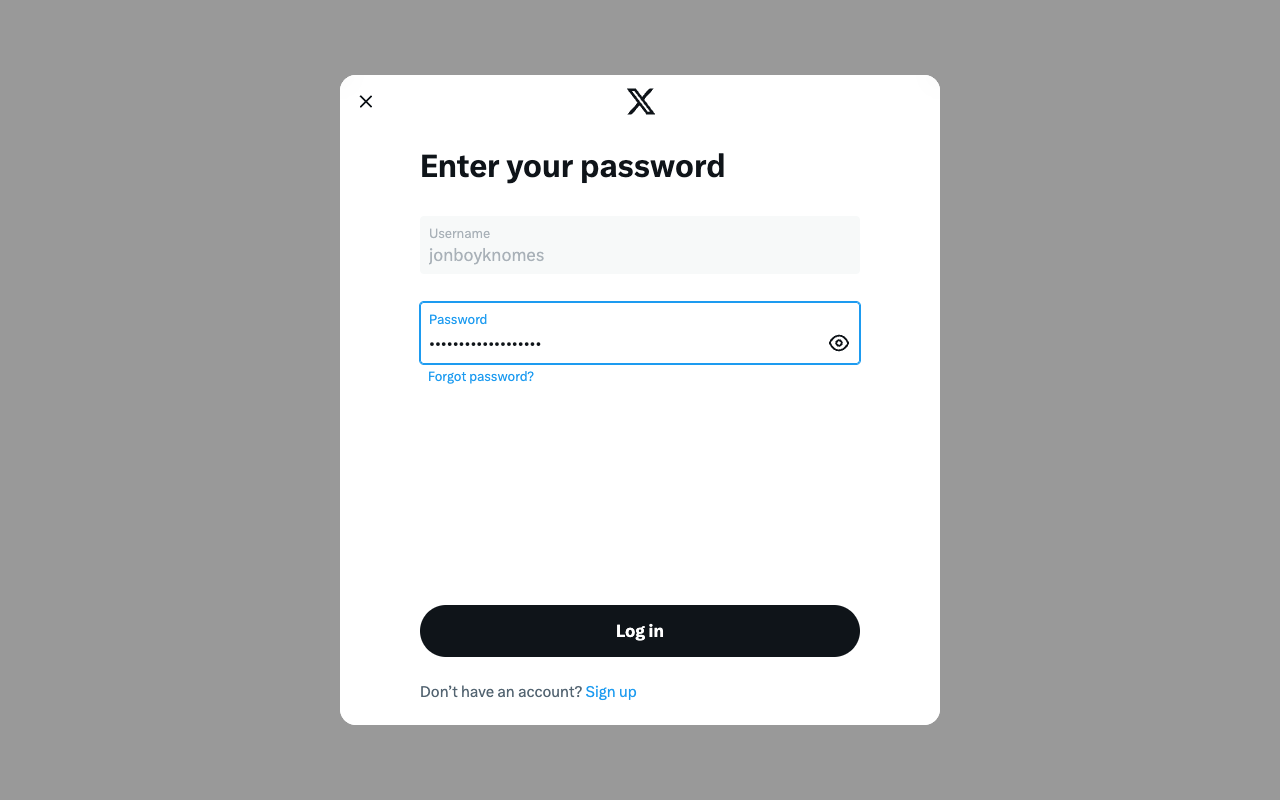 Enter your password
Username
jonboyknomes
Password
•••••••••••••••••••
Forgot password?
Log in
Don’t have an account? Sign up